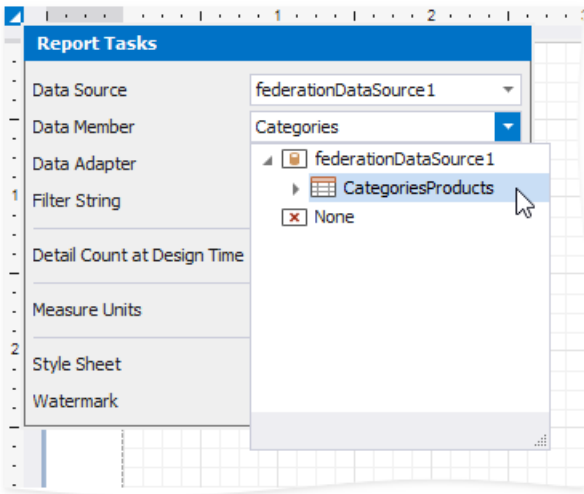 1 2
Report Tasks
Data Source federationDataSource1
Data Member Categories
Data Adapter federationDataSource1
CategoriesProducts
1 Filter String
None
Detail Count at Design Time
Measure Units
2
Style Sheet
Watermark